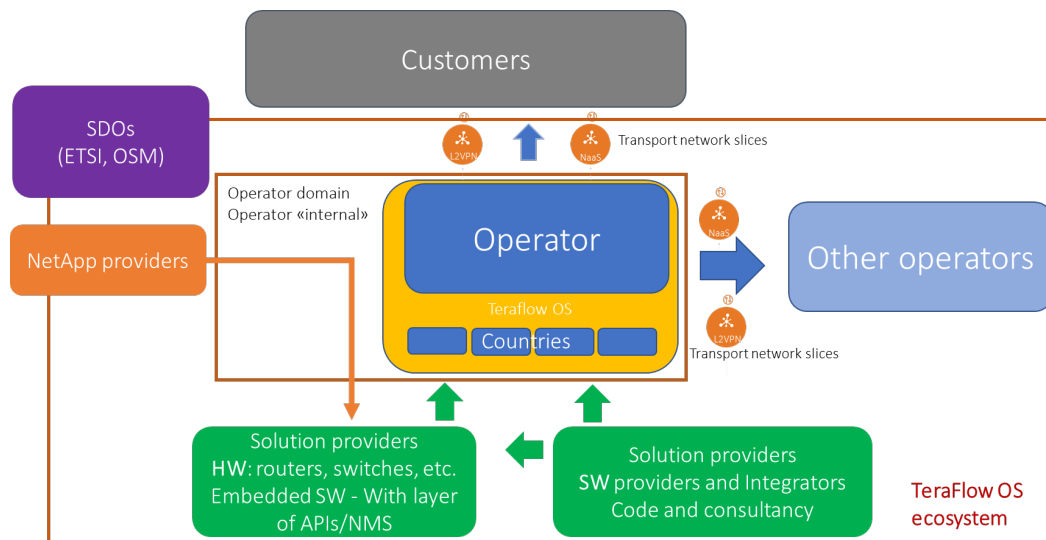 Customers
SDOs
(ETSI, OSM)
L2VPN
NaaS
Transport network slices
Operator domain
Operator «internal»
Operator
NaaS
NetApp providers
Other operators
Teraflow OS
L2VPN
Countries
Transport network slices
Solution providers
HW: routers, switches, etc.
Embedded SW - With layer
of APIs/NMS
Solution providers
SW providers and Integrators
Code and consultancy
TeraFlow OS
ecosystem